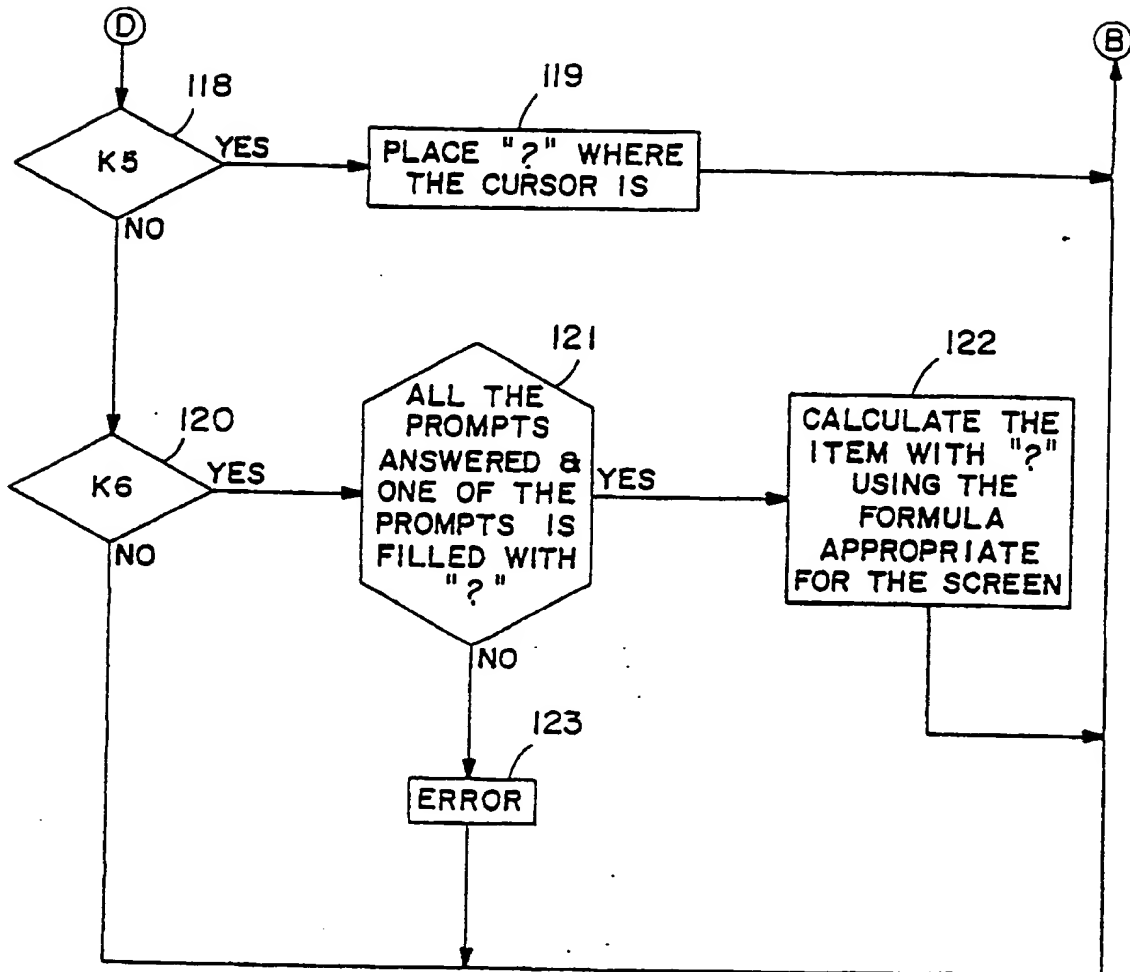 D
B
118
119
K5
YES
PLACE "?" WHERE
THE CURSOR IS
NO
120
121
122
K6
YES
ALL THE
PROMPTS
ANSWERED &
ONE OF THE
PROMPTS IS
FILLED WITH
"?"
YES
CALCULATE THE
ITEM WITH "?"
USING THE
FORMULA
APPROPRIATE
FOR THE SCREEN
NO
NO
123
ERROR